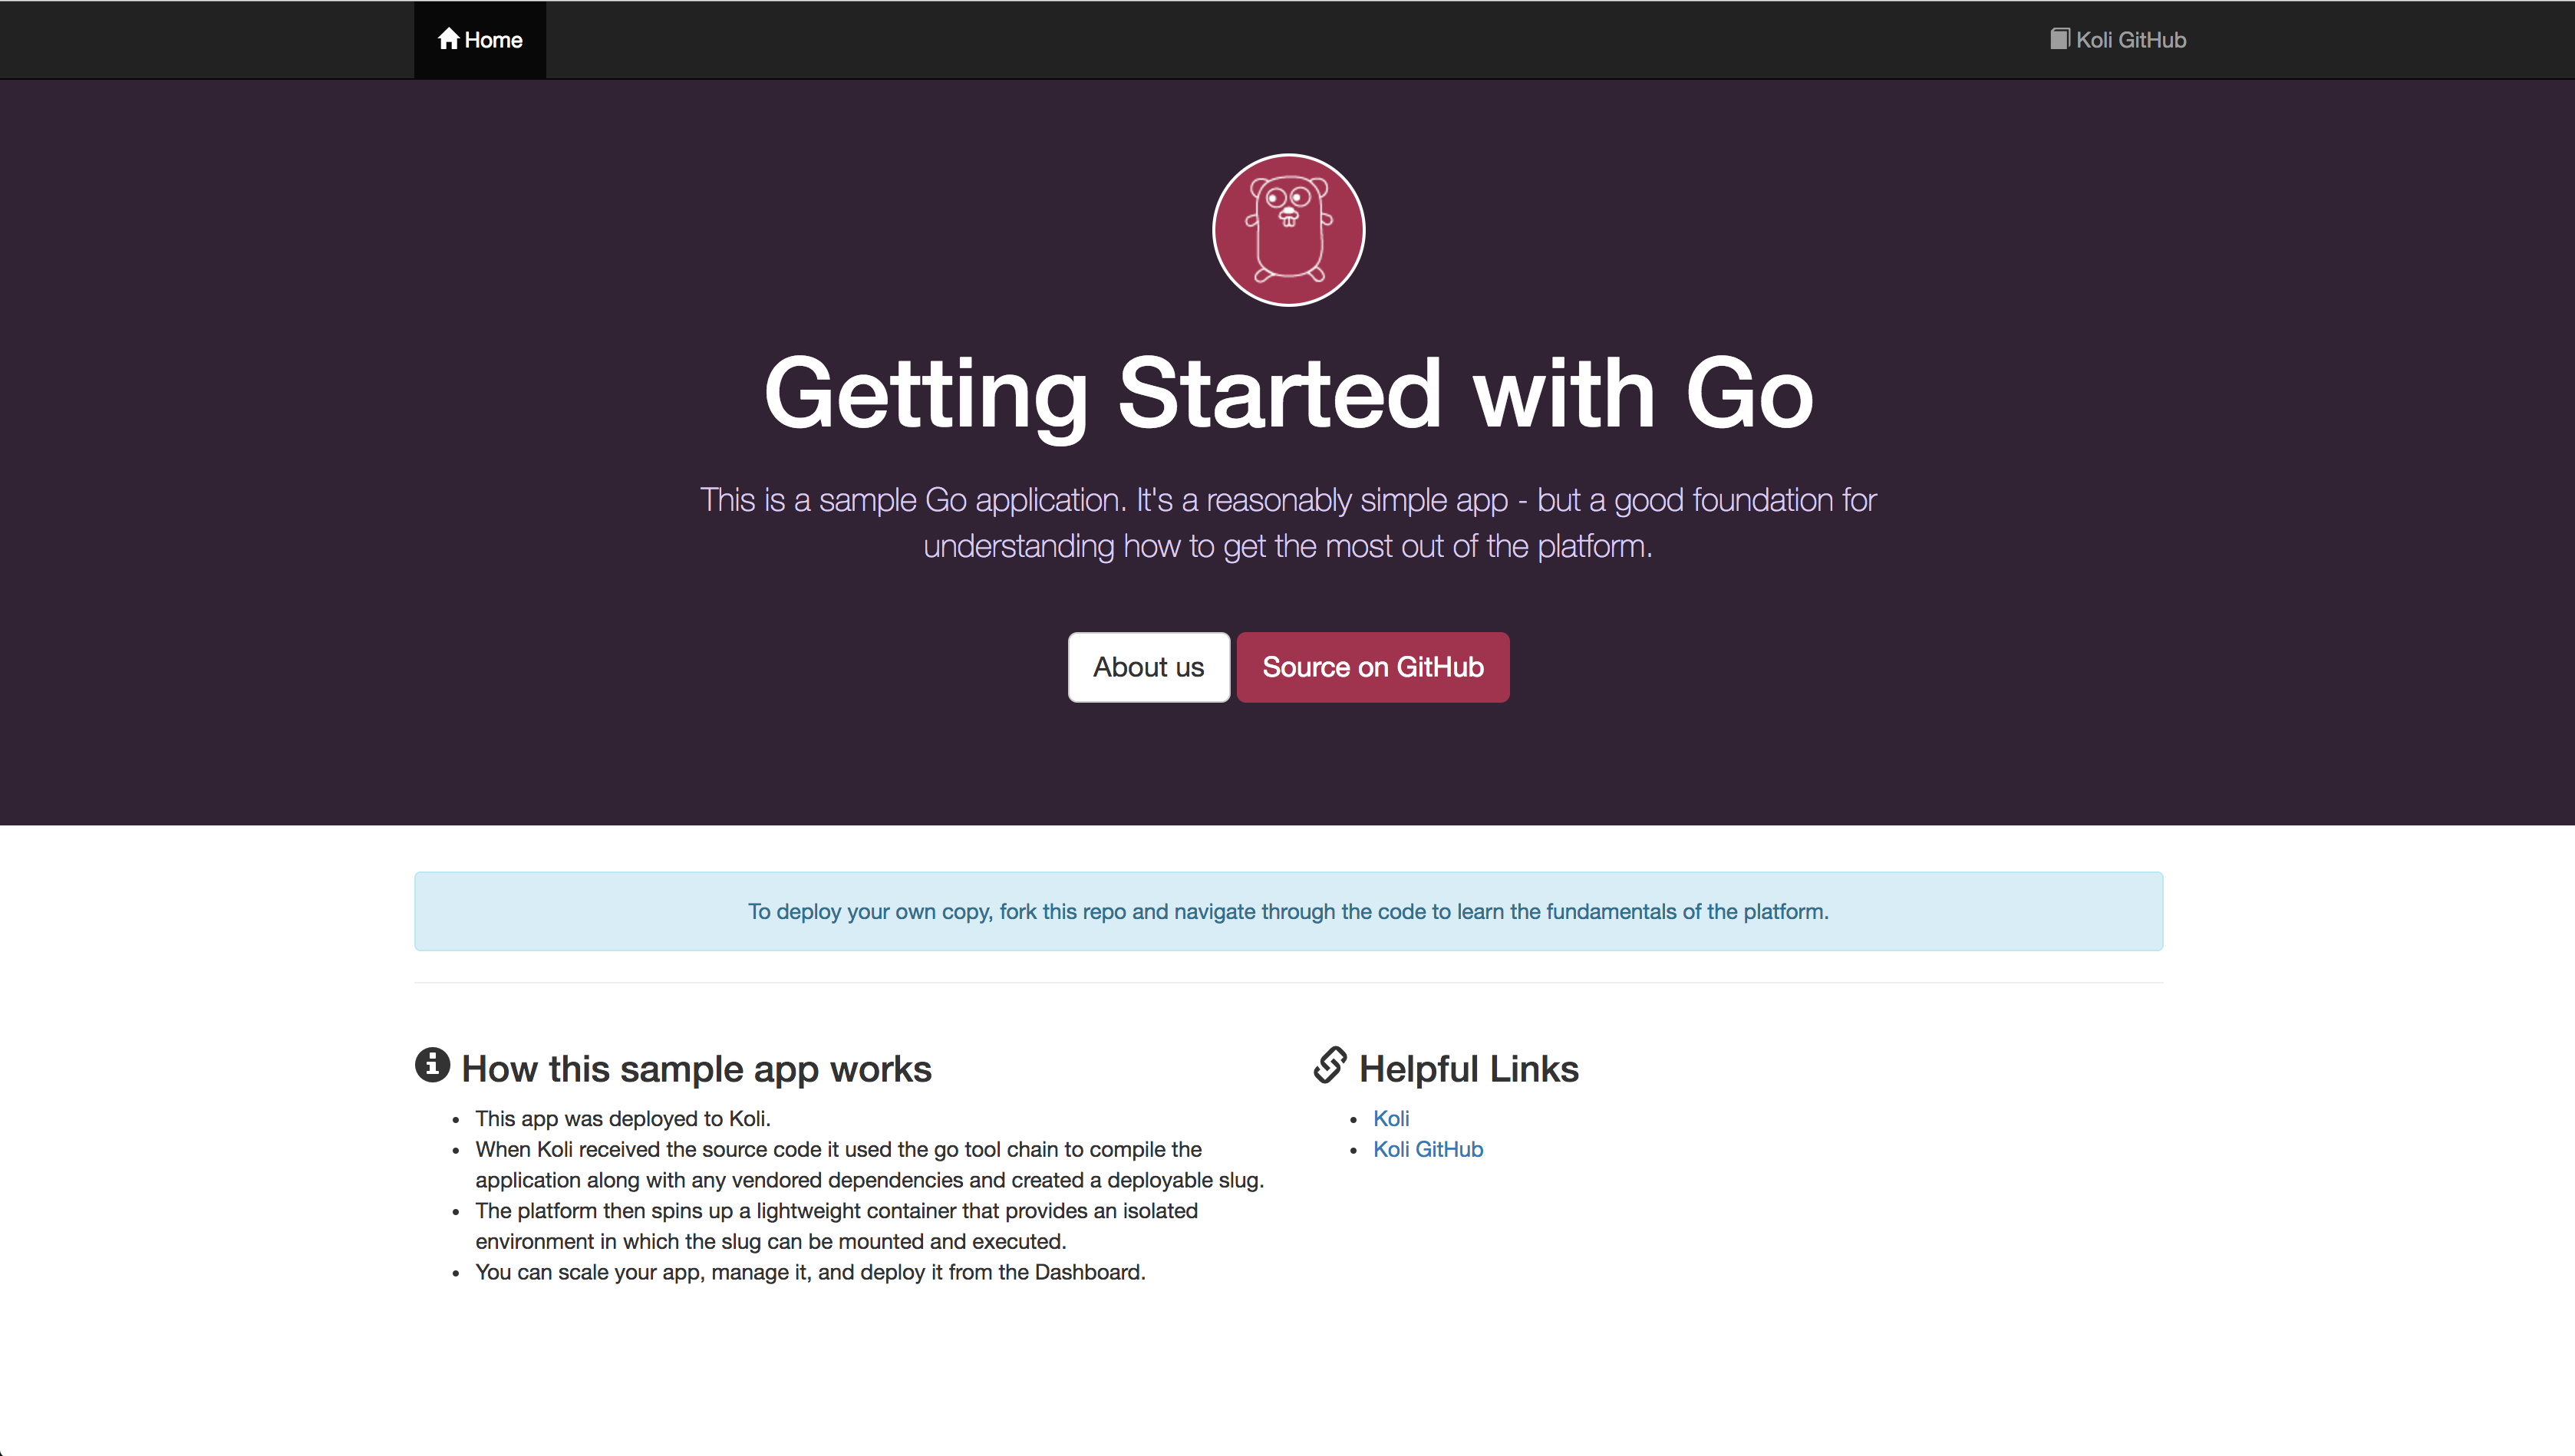 Home
Koli GitHub
Getting Started with Go
This is a sample Go application. It's a reasonably simple app - but a good foundation for
understanding how to get the most out of the platform.
About us
Source on GitHub
To deploy your own copy, fork this repo and navigate through the code to learn the fundamentals of the platform.
How this sample app works
This app was deployed to Koli.
When Koli received the source code it used the go tool chain to compile the
application along with any vendored dependencies and created a deployable slug.
The platform then spins up a lightweight container that provides an isolated
environment in which the slug can be mounted and executed.
You can scale your app, manage it, and deploy it from the Dashboard.
Helpful Links
Koli
Koli GitHub